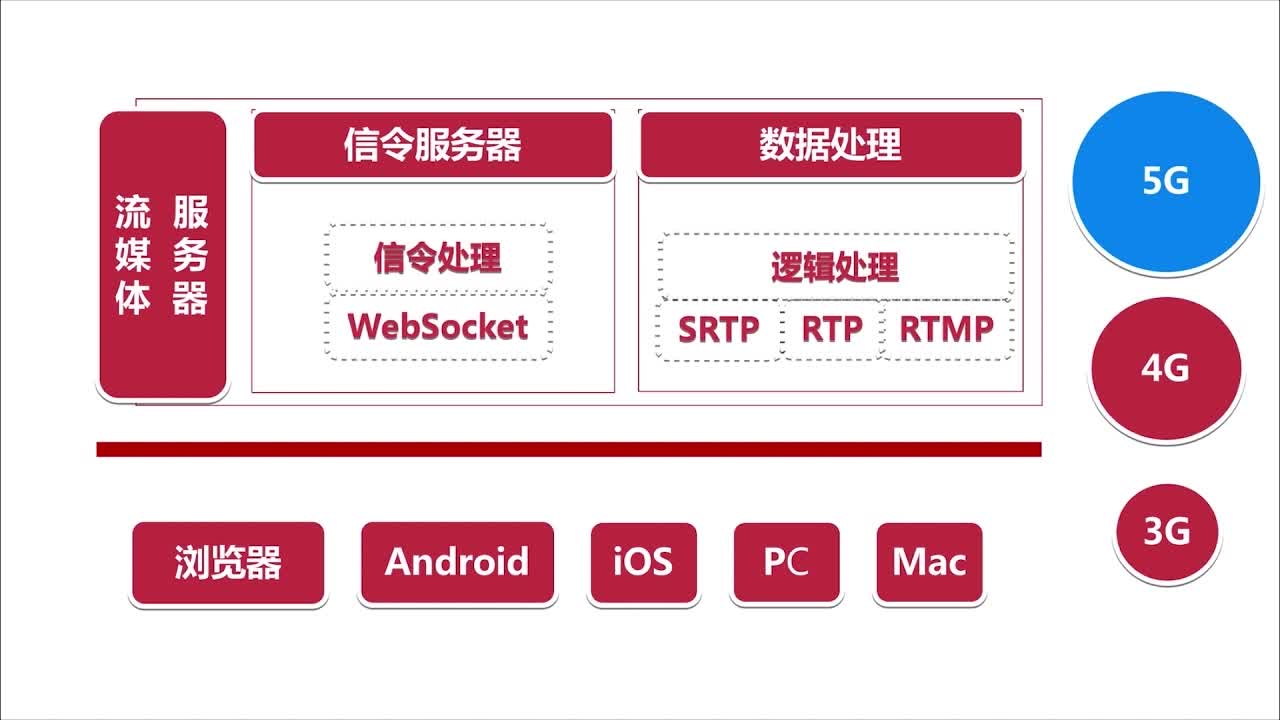 流媒体
服务器
信令服务器
信令处理
WebSocket
数据处理
逻辑处理
SRTP
RTP
RTMP
浏览器
Android
iOS
PC
Mac
5G
4G
3G